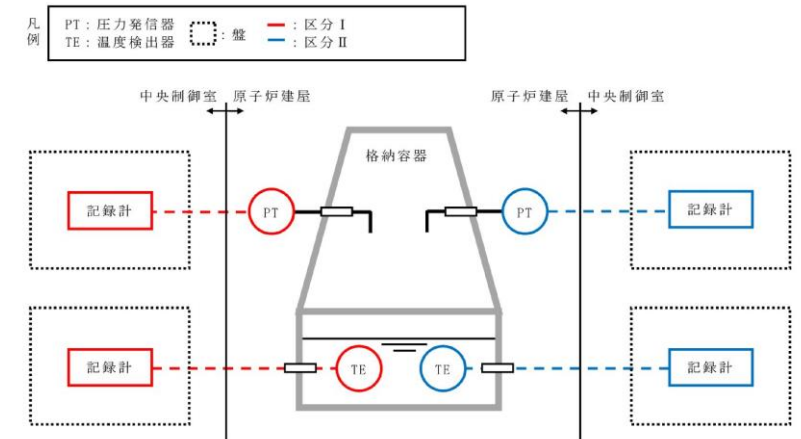 凡例
PT：圧力発信器
TE：温度検出器
：盤
：区分Ⅰ
：区分Ⅱ
中央制御室
原子炉建屋
原子炉建屋
中央制御室
格納容器
記録計
PT
PT
記録計
記録計
TE
TE
記録計